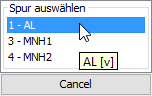 Spur auswählen
1 - AL
3 - MNH1
4 - MNH2
AL [v]
Cancel